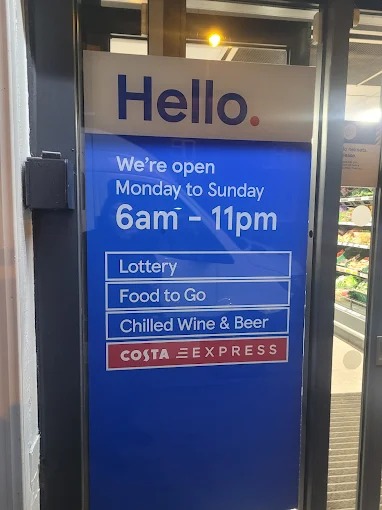 Hello.
We're open
Monday to Sunday
6am - 11pm
Lottery
Food to Go
Chilled Wine & Beer
COSTA EXPRESS